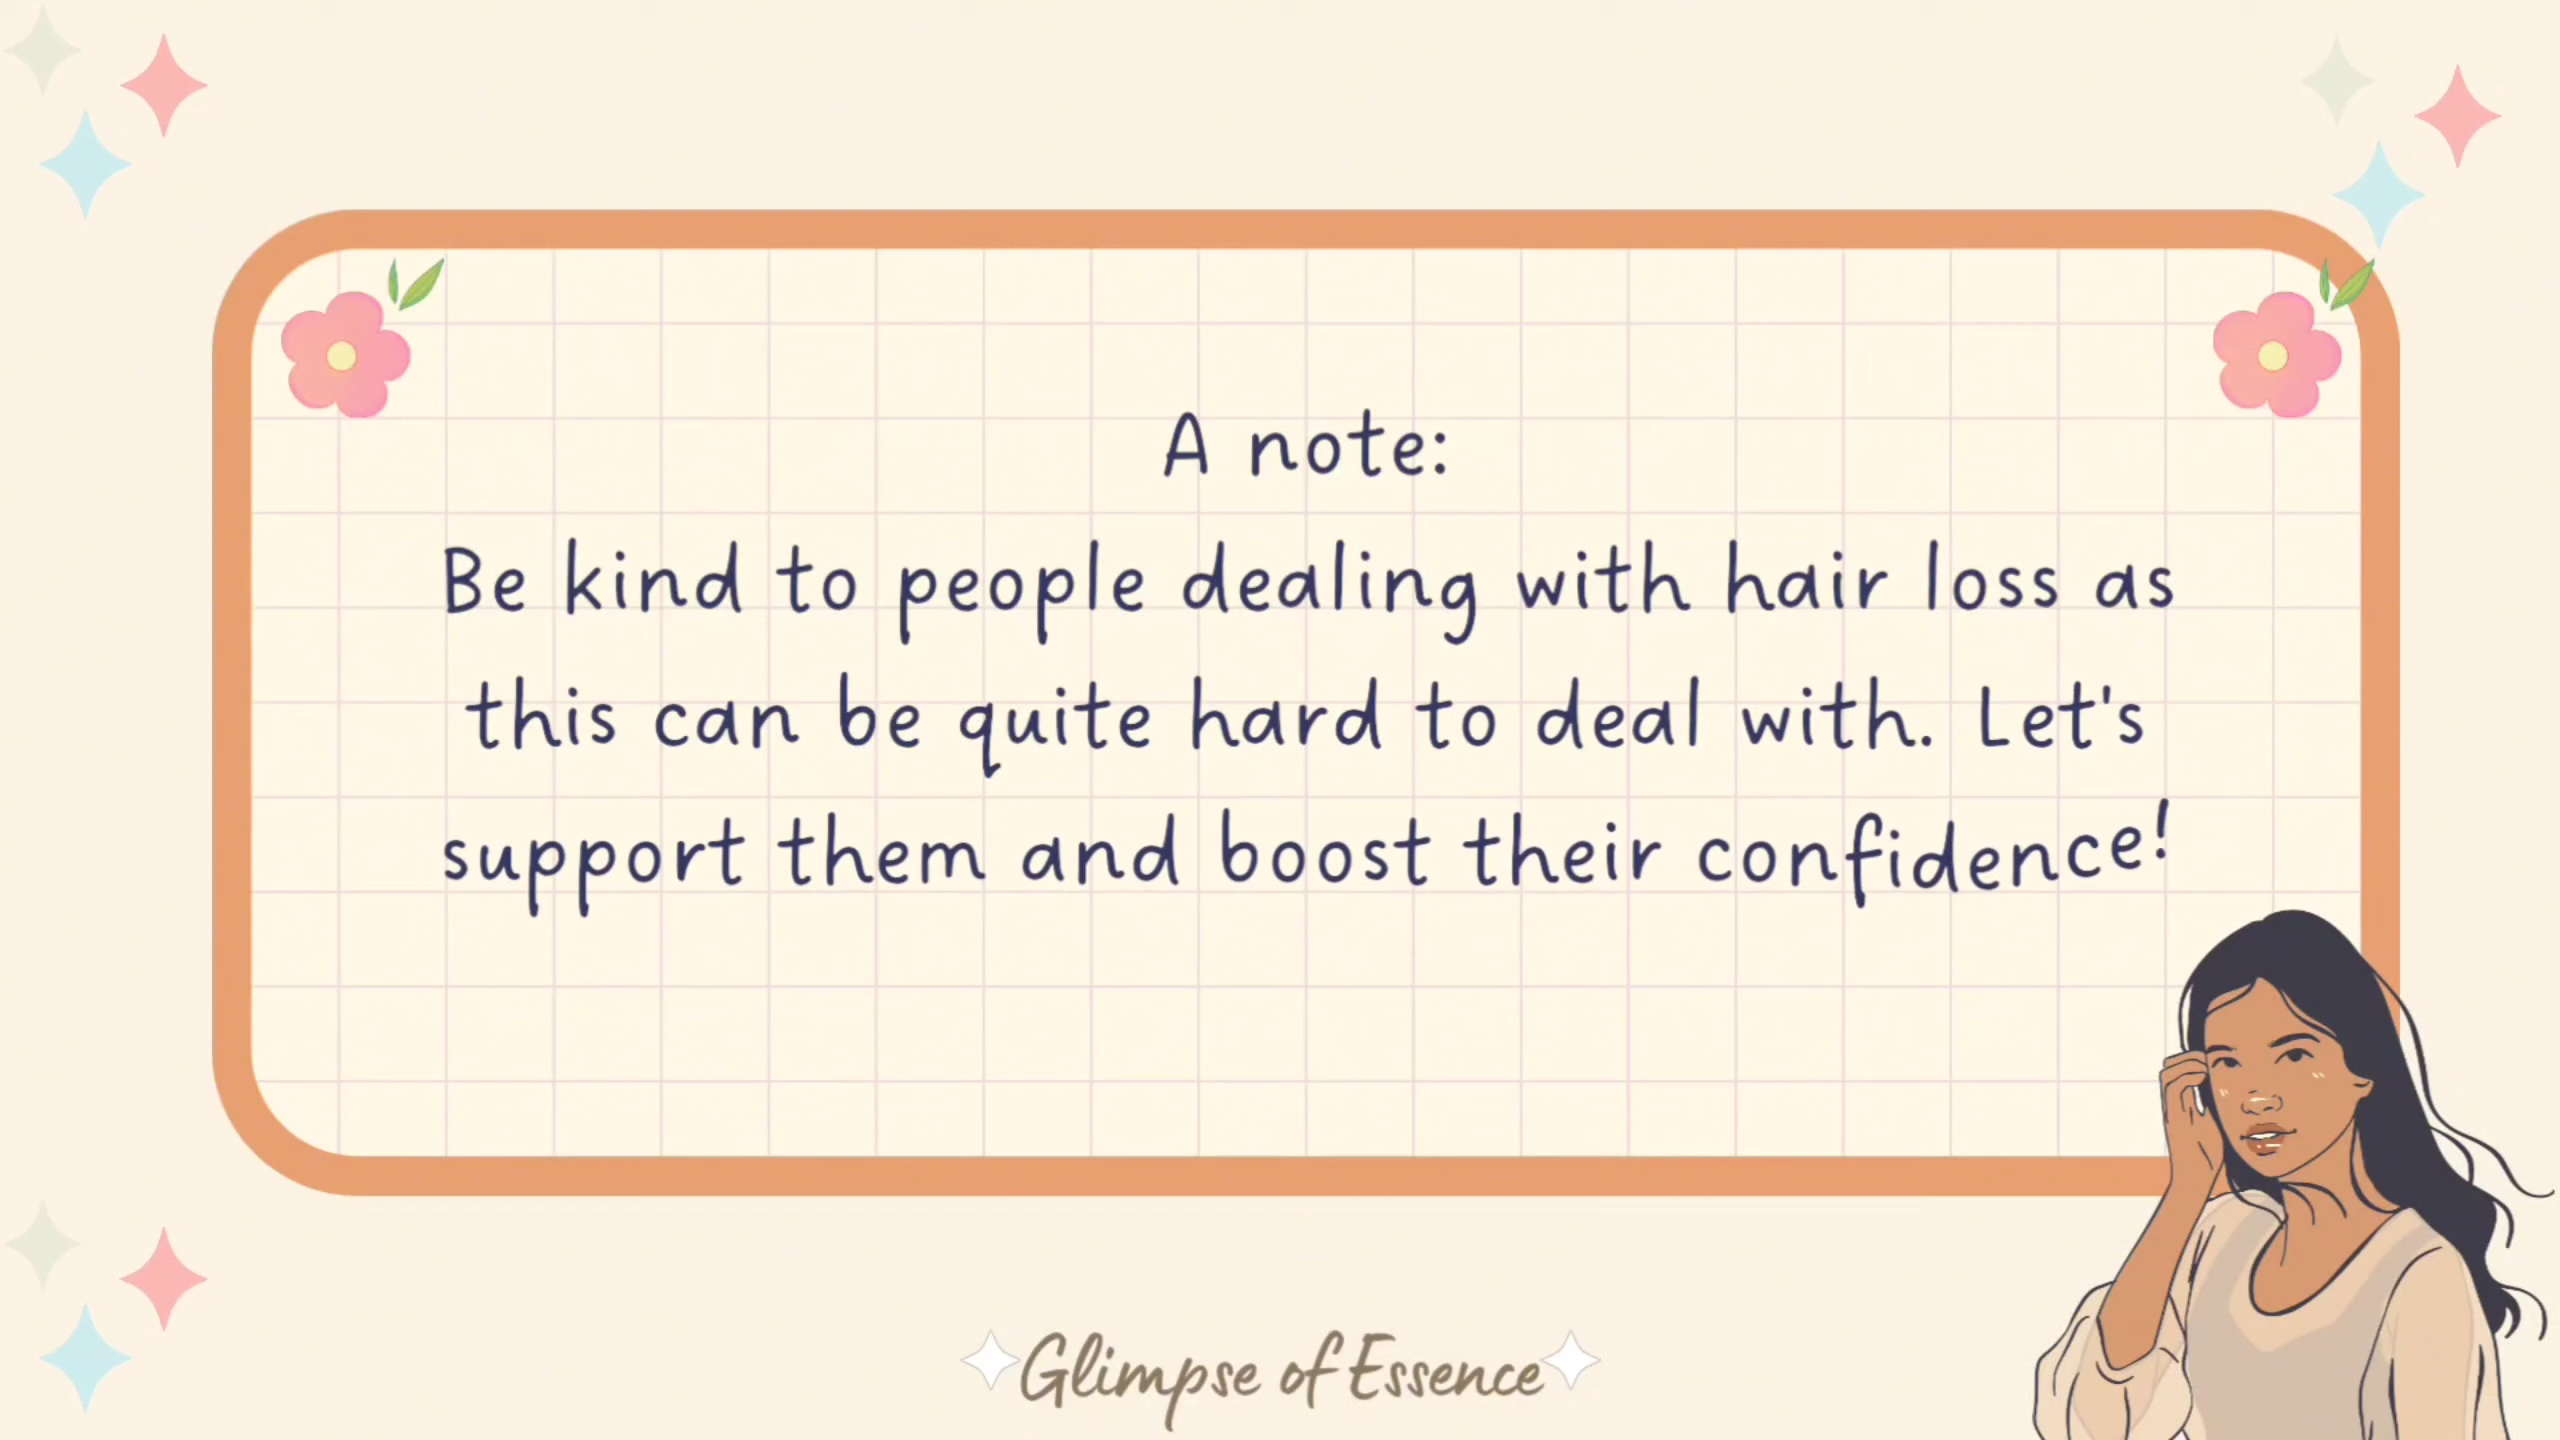 A note:
Be kind to people dealing with hair loss as
this can be quite hard to deal with. Let's
support them and boost their confidence!
Glimpse of Essence